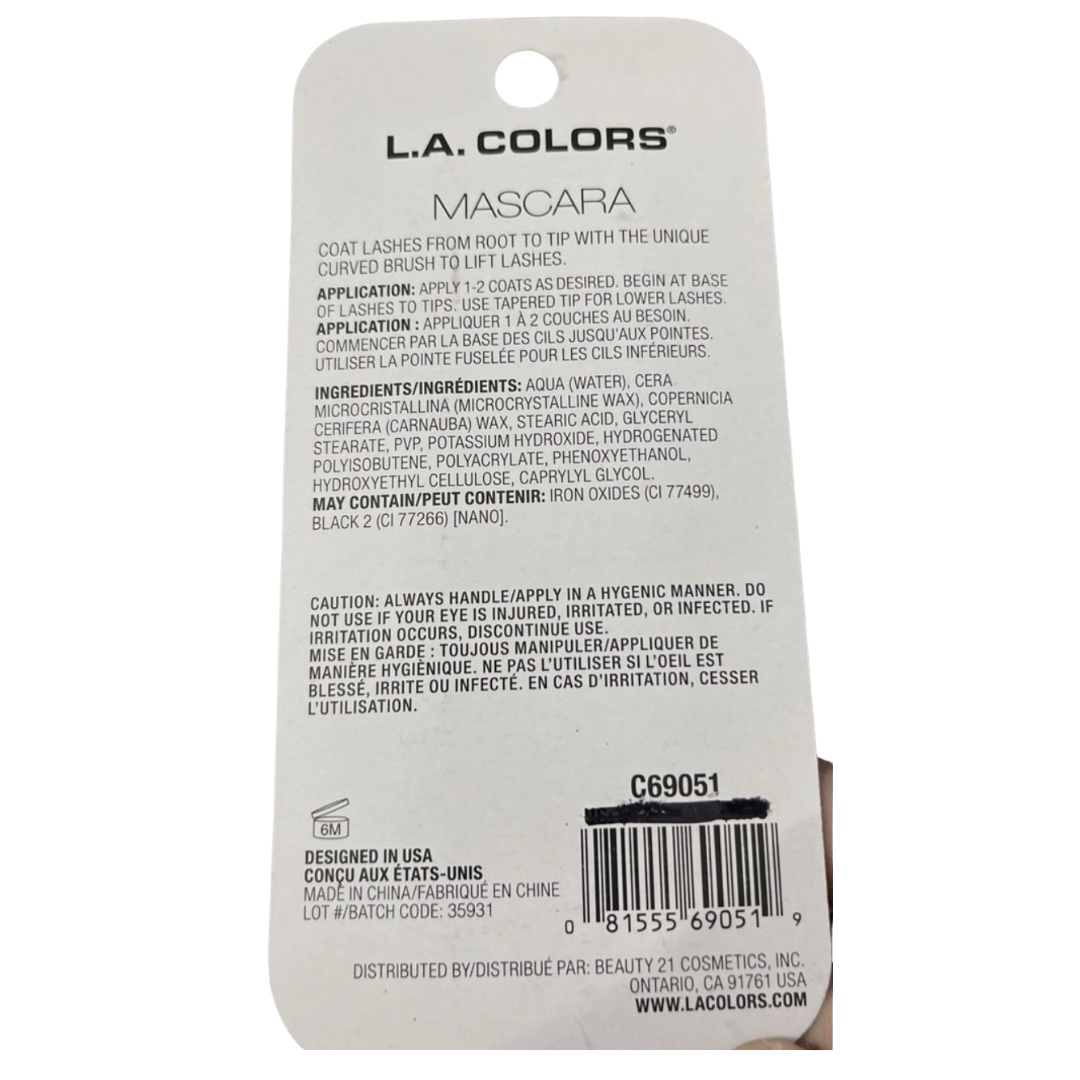 L.A. COLORS®
MASCARA
COAT LASHES FROM ROOT TO TIP WITH THE UNIQUE
CURVED BRUSH TO LIFT LASHES.
APPLICATION: APPLY 1-2 COATS AS DESIRED. BEGIN AT BASE
OF LASHES TO TIPS. USE TAPERED TIP FOR LOWER LASHES.
APPLICATION : APPLIQUER 1 À 2 COUCHES AU BESOIN.
COMMENCER PAR LA BASE DES CILS JUSQU'AUX POINTES.
UTILISER LA POINTE FUSELÉE POUR LES CILS INFÉRIEURS.
INGREDIENTS/INGRÉDIENTS: AQUA (WATER), CERA
MICROCRISTALLINA (MICROCRYSTALLINE WAX), COPERNICIA
CERIFERA (CARNAUBA) WAX, STEARIC ACID, GLYCERYL
STEARATE, PVP, POTASSIUM HYDROXIDE, HYDROGENATED
POLYISOBUTENE, POLYACRYLATE, PHENOXYETHANOL,
HYDROXYETHYL CELLULOSE, CAPRYLYL GLYCOL.
MAY CONTAIN/PEUT CONTENIR: IRON OXIDES (CI 77499),
BLACK 2 (CI 77266) [NANO].
CAUTION: ALWAYS HANDLE/APPLY IN A HYGENIC MANNER. DO
NOT USE IF YOUR EYE IS INJURED, IRRITATED, OR INFECTED. IF
IRRITATION OCCURS, DISCONTINUE USE.
MISE EN GARDE : TOUJOUS MANIPULER/APPLIQUER DE
MANIÈRE HYGIÈNIQUE. NE PAS L'UTILISER SI L'OEIL EST
BLESSÉ, IRRITE OU INFECTÉ. EN CAS D'IRRITATION, CESSER
L'UTILISATION.
C69051
6M
DESIGNED IN USA
CONÇU AUX ÉTATS-UNIS
MADE IN CHINA/FABRIQUÉ EN CHINE
LOT #/BATCH CODE: 35931
0 81555 69051 9
DISTRIBUTED BY/DISTRIBUÉ PAR: BEAUTY 21 COSMETICS, INC.
ONTARIO, CA 91761 USA
WWW.LACOLORS.COM